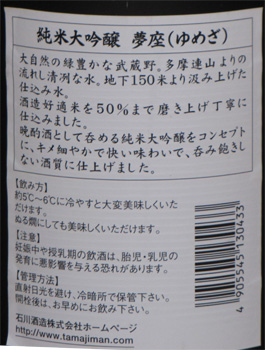 純米大吟醸 夢座(ゆめざ)
大自然の緑豊かな武蔵野。多摩連山よりの
流れし清冽な水。地下150米より汲み上げた
仕込み水。
酒造好適米を50%まで磨き上げ丁寧に
仕込みました。
晩酌酒として呑める純米大吟醸をコンセプト
に、キメ細やかで快い味わいで、呑み飽きし
ない酒質に仕上げました。
【飲み方】
約5℃~6℃に冷やすと大変美味しくいた
だけます。
ぬる燗にしても美味しくいただけます。
【注意】
妊娠中や授乳期の飲酒は、胎児・乳児の
発育に悪影響を与える恐れがあります。
【管理方法】
直射日光を避け、冷暗所で保管下さい。
開栓後は、お早めにお飲み下さい。
石川酒造株式会社ホームページ
http://www.tamajiman.com
4 905545 130433